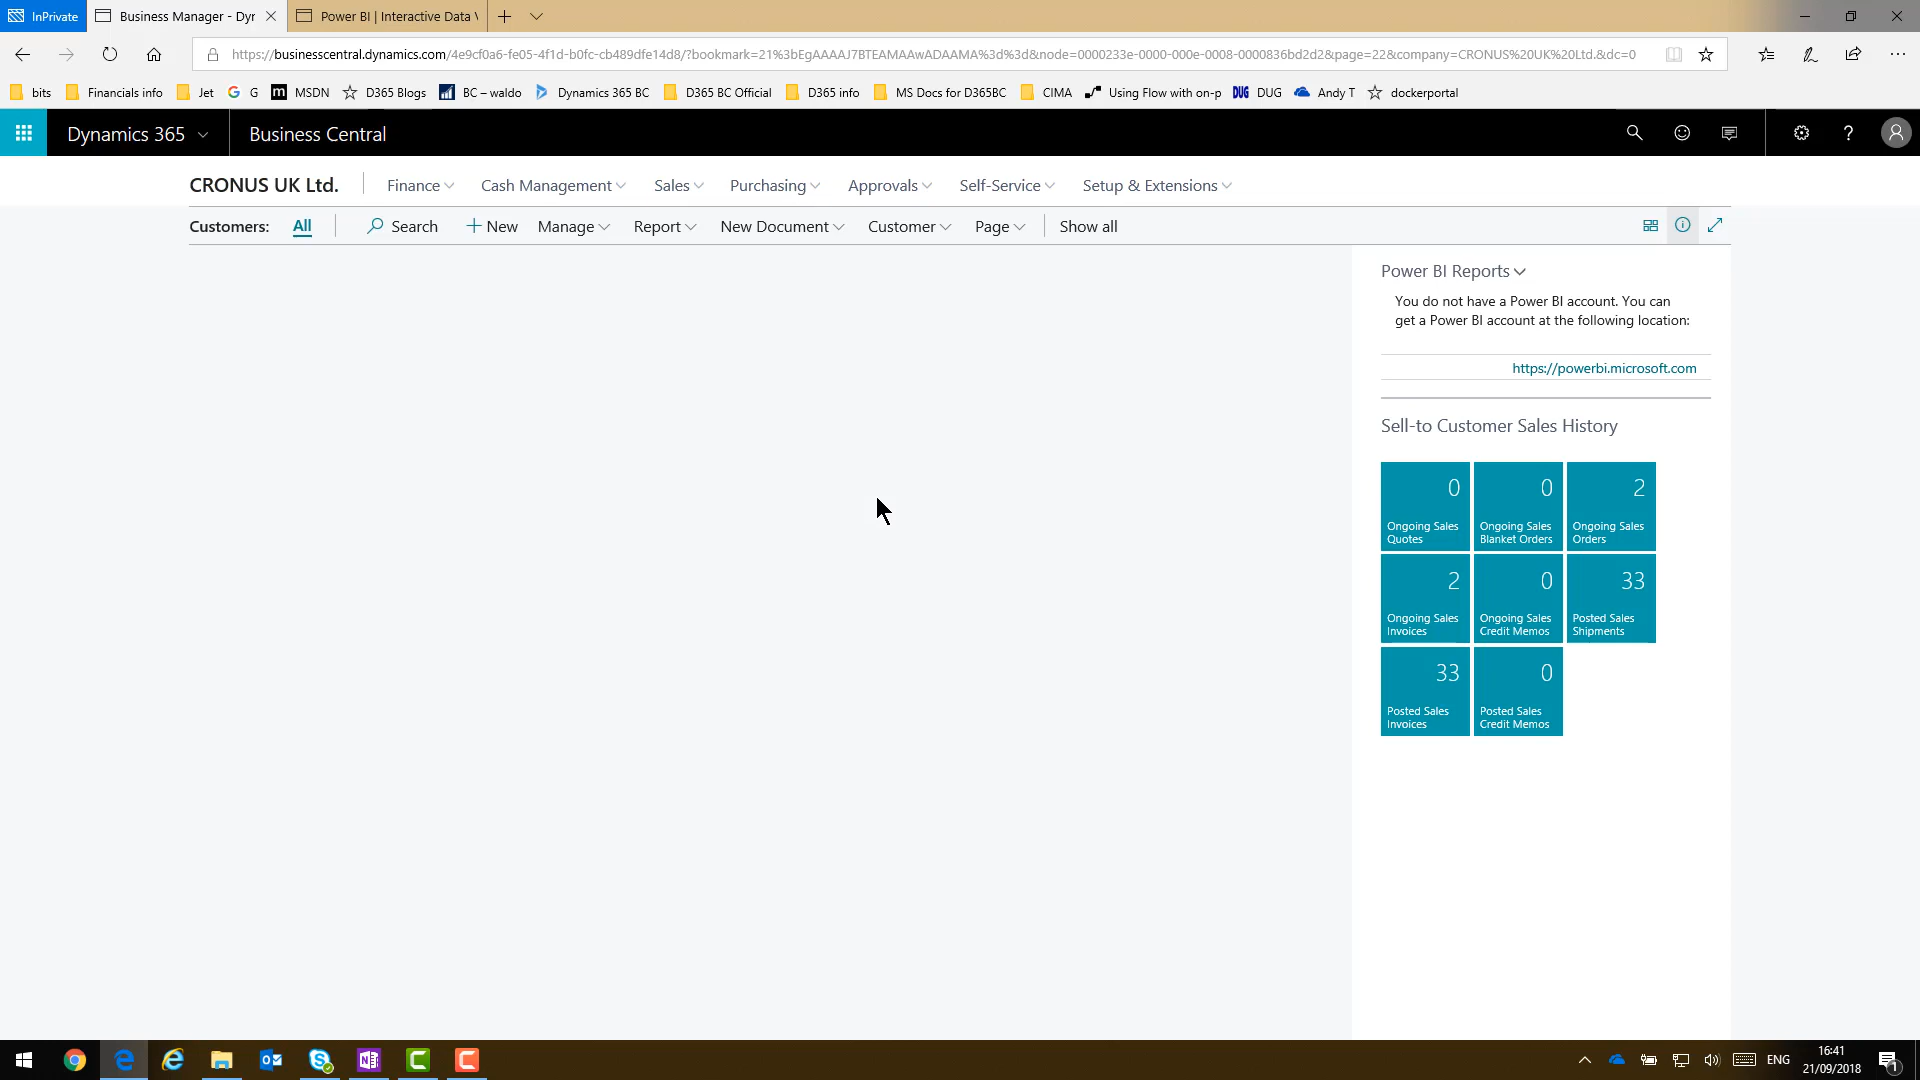 InPrivate
Business Manager - Dyr
Power BI | Interactive Data V
https://businesscentral.dynamics.com/4e9cf0a6-fe05-4f1d-b0fc-cb489dfe14d8/?bookmark=21%3bEgAAAAJ7BTEAMAAwADAAMA%3d%3d&node=0000233e-0000-000e-0008-0000836bd2d2&page=22&company=CRONUS%20UK%20Ltd.&dc=0
bits Financials info Jet G G m MSDN D365 Blogs BC – waldo Dynamics 365 BC D365 BC Official D365 info MS Docs for D365BC CIMA Using Flow with on-p DUG DUG Andy T dockerportal
Dynamics 365 Business Central ?
CRONUS UK Ltd. Finance Cash Management Sales Purchasing Approvals Self-Service Setup & Extensions
Customers: All Search + New Manage Report New Document Customer Page Show all
Power BI Reports
You do not have a Power BI account. You can
get a Power BI account at the following location:
https://powerbi.microsoft.com
Sell-to Customer Sales History
0
Ongoing Sales
Quotes
0
Ongoing Sales
Blanket Orders
2
Ongoing Sales
Orders
2
Ongoing Sales
Invoices
0
Ongoing Sales
Credit Memos
33
Posted Sales
Shipments
33
Posted Sales
Invoices
0
Posted Sales
Credit Memos
ENG
16:41
21/09/2018
1